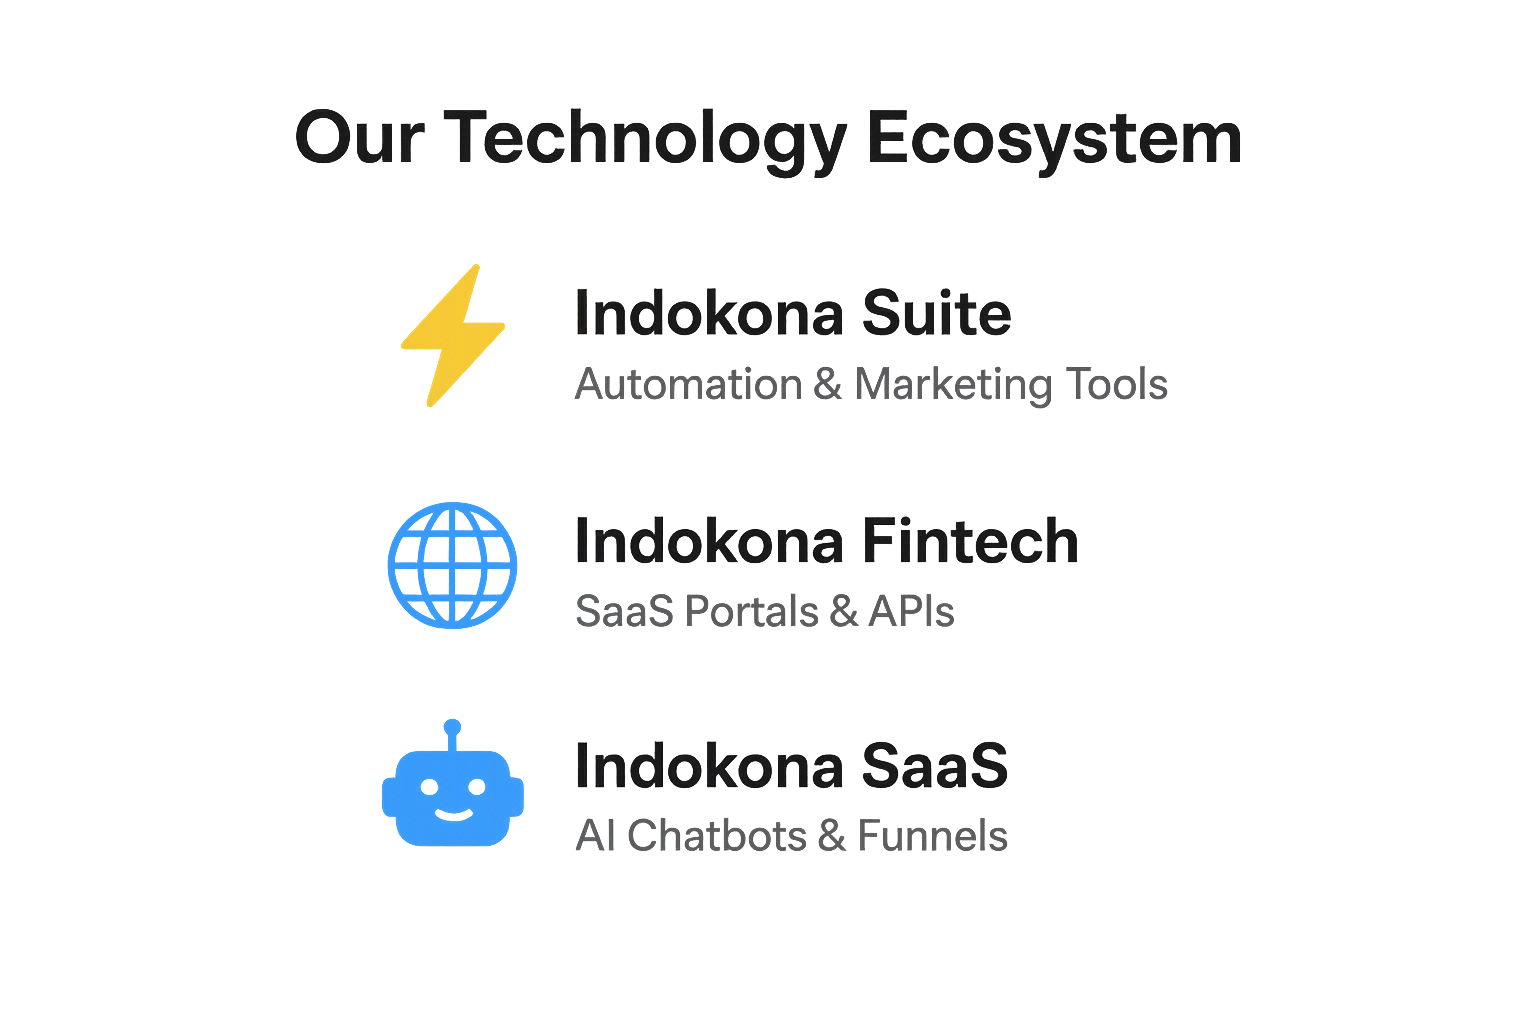 Our Technology Ecosystem
Indokona Suite
Automation & Marketing Tools
Indokona Fintech
SaaS Portals & APIs
Indokona SaaS
AI Chatbots & Funnels